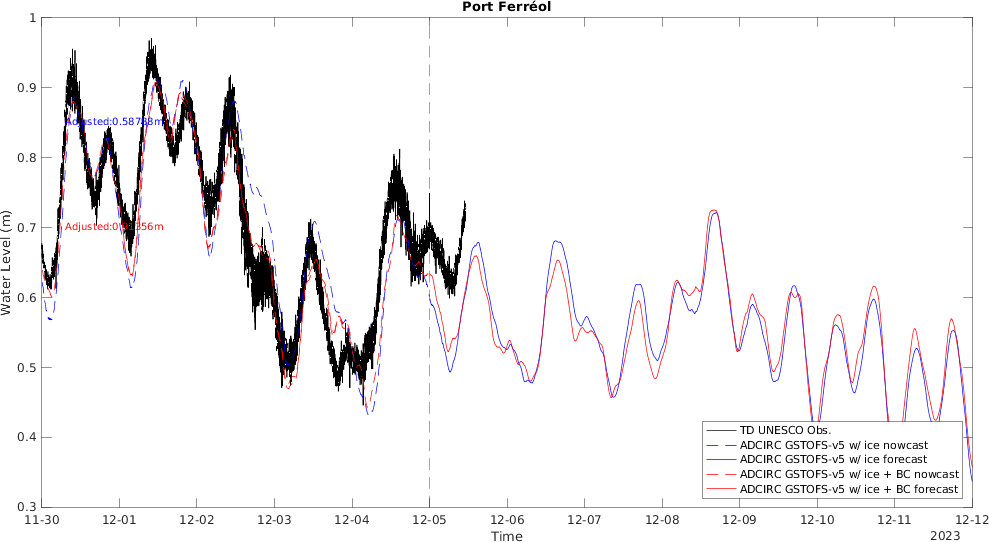 Port Ferréol
Water Level (m)
1
0.9
0.8
0.7
0.6
0.5
0.4
0.3
TD UNESCO Obs.
ADCIRC GSTOFS-v5 w/ ice nowcast
ADCIRC GSTOFS-v5 w/ ice forecast
ADCIRC GSTOFS-v5 w/ ice + BC nowcast
ADCIRC GSTOFS-v5 w/ ice + BC forecast
11-30 12-01 12-02 12-03 12-04 12-05 12-06 12-07 12-08 12-09 12-10 12-11 12-12
Time
2023